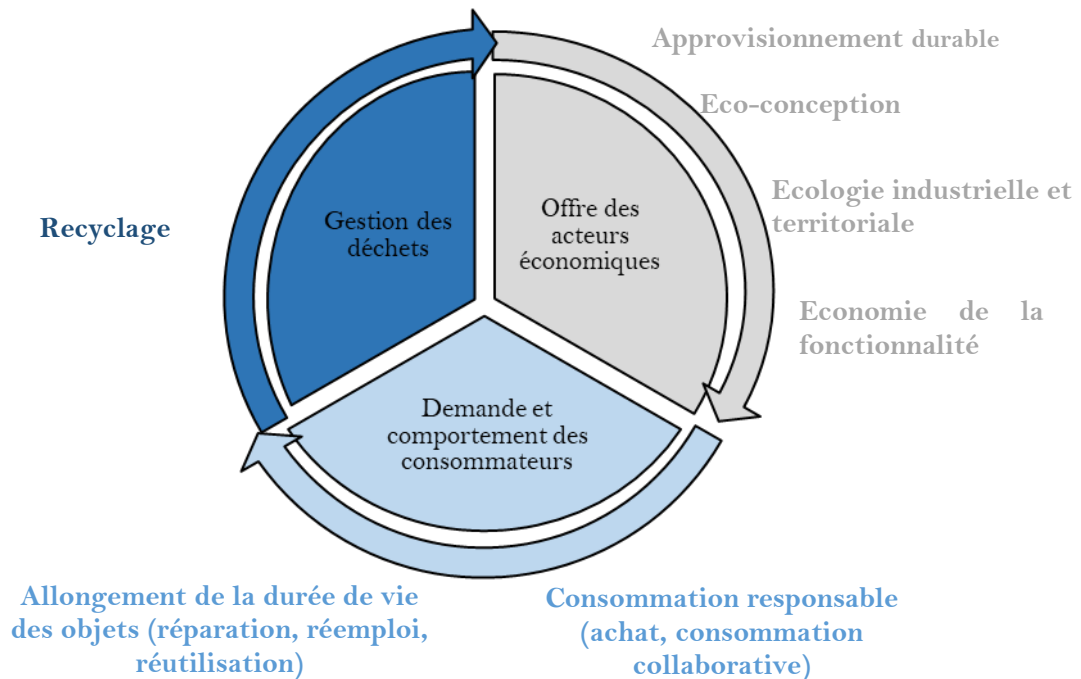 Approvisionnement durable
Eco-conception
Ecologie industrielle et
territoriale
Economie de la
fonctionnalité
Offre des
acteurs
économiques
Gestion des
déchets
Recyclage
Demande et
comportement des
consommateurs
Allongement de la durée de vie
des objets (réparation, réemploi,
réutilisation)
Consommation responsable
(achat, consommation
collaborative)